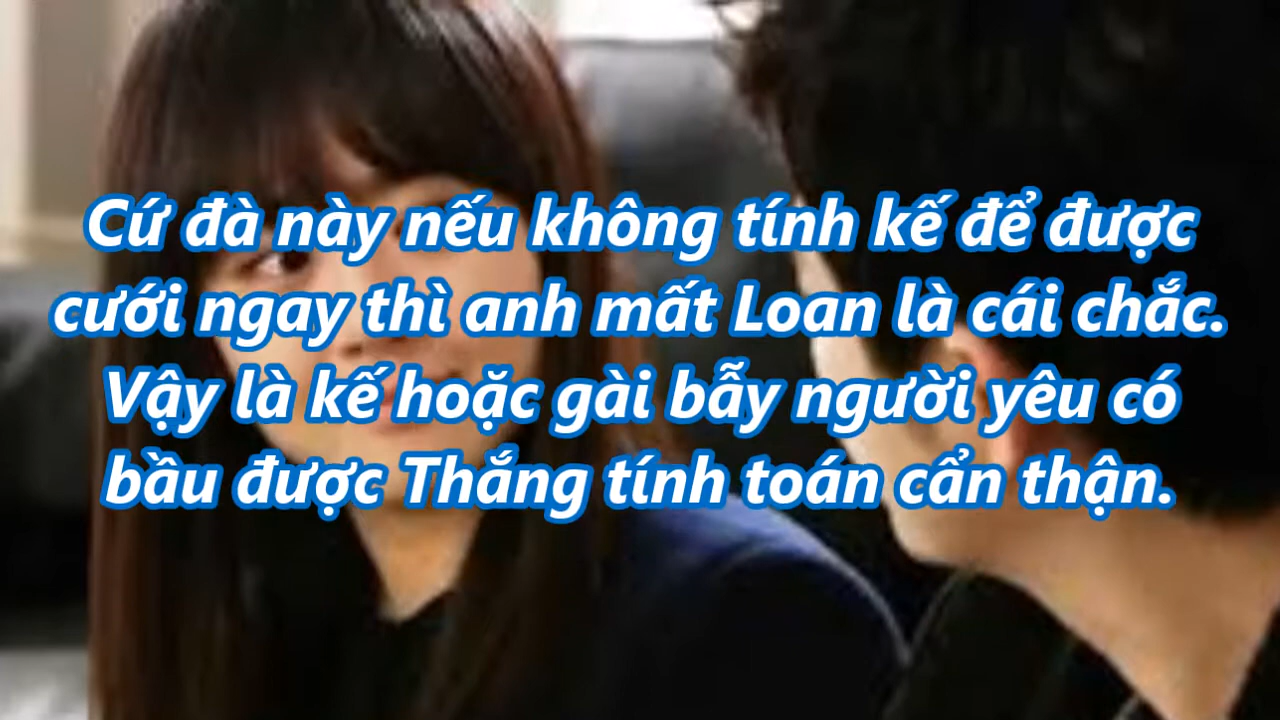 Cứ đà này nếu không tính kế để được
cưới ngay thì anh mất Loan là cái chắc.
Vậy là kế hoặc gài bẫy người yêu có
bầu được Thắng tính toán cẩn thận.